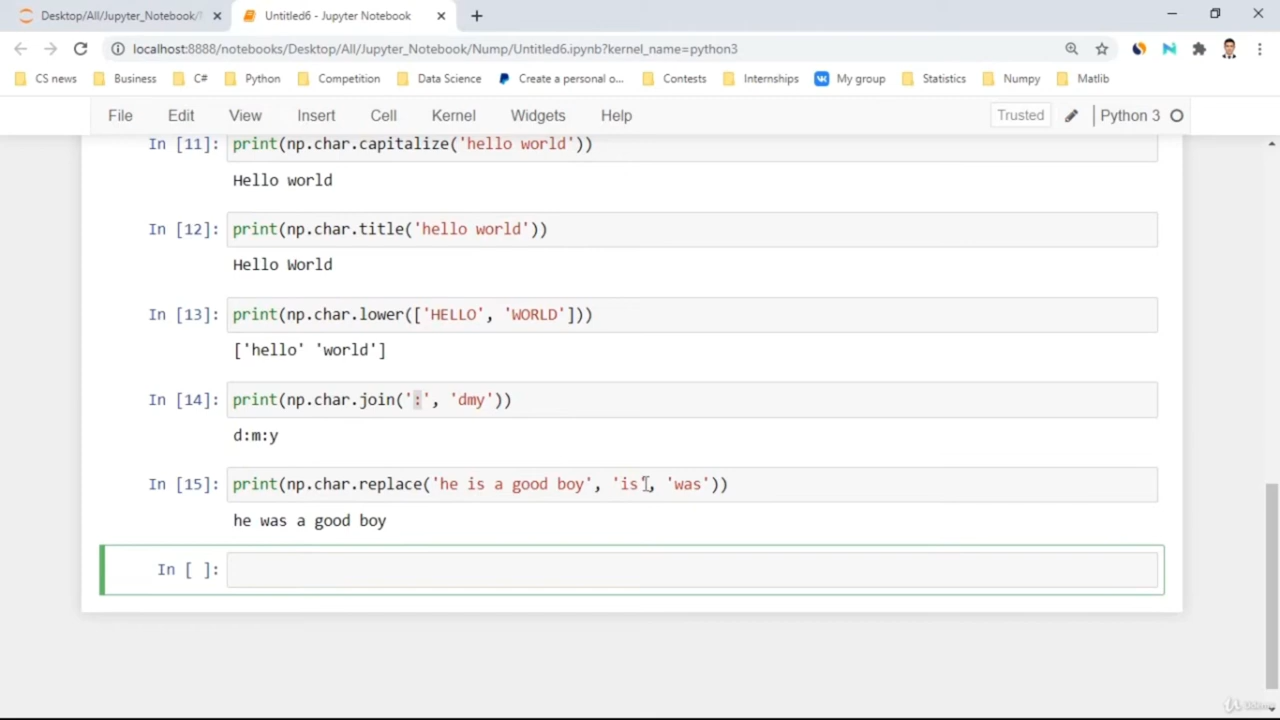 Desktop/All/Jupyter_Notebook/
Untitled6 - Jupyter Notebook
localhost:8888/notebooks/Desktop/All/Jupyter_Notebook/Nump/Untitled6.ipynb?kernel_name=python3
CS news Business C# Python Competition Data Science Create a personal o... Contests Internships My group Statistics Numpy Matlib
File Edit View Insert Cell Kernel Widgets Help Trusted Python 3
In [11]: print(np.char.capitalize('hello world'))
Hello world
In [12]: print(np.char.title('hello world'))
Hello World
In [13]: print(np.char.lower(['HELLO', 'WORLD']))
['hello' 'world']
In [14]: print(np.char.join(':', 'dmy'))
d:m:y
In [15]: print(np.char.replace('he is a good boy', 'is', 'was'))
he was a good boy
In [ ]:
Udemy